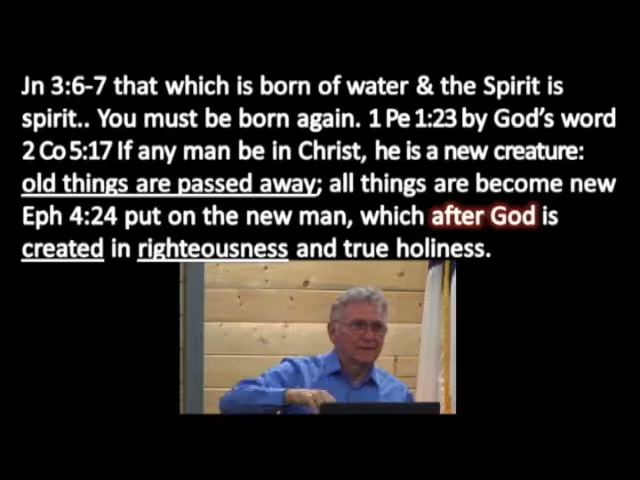 Jn 3:6-7 that which is born of water & the Spirit is
spirit.. You must be born again. 1 Pe 1:23 by God's word
2 Co 5:17 If any man be in Christ, he is a new creature:
old things are passed away; all things are become new
Eph 4:24 put on the new man, which after God is
created in righteousness and true holiness.